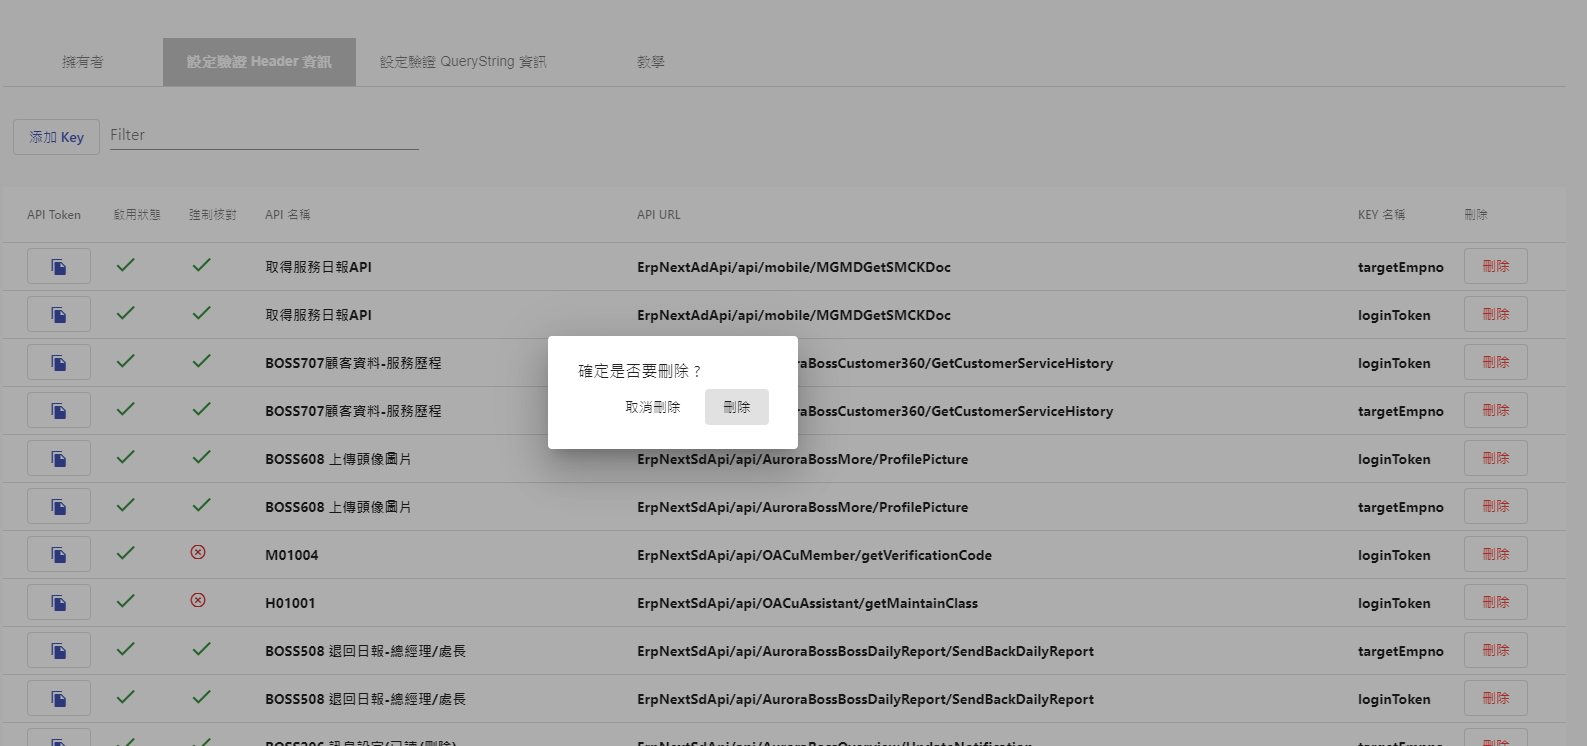 擁有者 設定驗證 Header 資訊 設定驗證 QueryString 資訊 教學
添加 Key Filter
API Token 啟用狀態 強制核對 API 名稱 API URL KEY 名稱 刪除
取得服務日報API ErpNextAdApi/api/mobile/MGMDGetSMCKDoc targetEmpno 刪除
取得服務日報API ErpNextAdApi/api/mobile/MGMDGetSMCKDoc loginToken 刪除
BOSS707顧客資料-服務歷程 raBossCustomer360/GetCustomerServiceHistory loginToken 刪除
確定是否要刪除？
取消刪除 刪除
BOSS707顧客資料-服務歷程 raBossCustomer360/GetCustomerServiceHistory targetEmpno 刪除
BOSS608 上傳頭像圖片 ErpNextSdApi/api/AuroraBossMore/ProfilePicture loginToken 刪除
BOSS608 上傳頭像圖片 ErpNextSdApi/api/AuroraBossMore/ProfilePicture targetEmpno 刪除
M01004 ErpNextSdApi/api/OACuMember/getVerificationCode loginToken 刪除
H01001 ErpNextSdApi/api/OACuAssistant/getMaintainClass loginToken 刪除
BOSS508 退回日報-總經理/處長 ErpNextSdApi/api/AuroraBossBossDailyReport/SendBackDailyReport targetEmpno 刪除
BOSS508 退回日報-總經理/處長 ErpNextSdApi/api/AuroraBossBossDailyReport/SendBackDailyReport loginToken 刪除